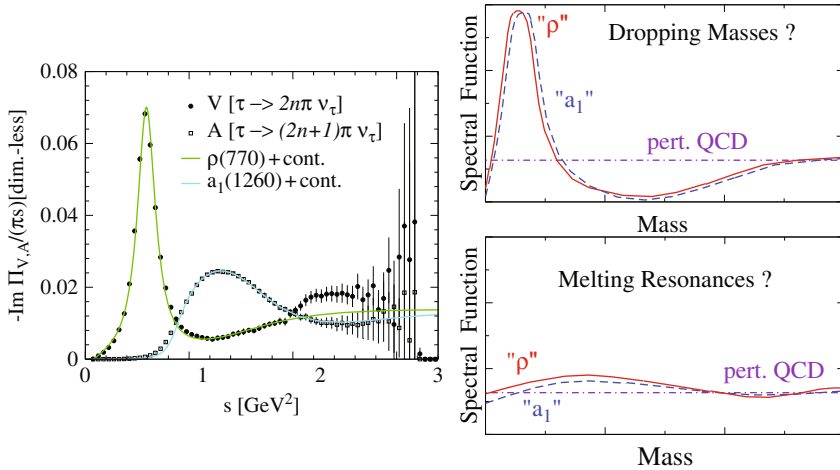 -Im Π_{V,A}/(πs)[dim.-less]
0.08
0.06
0.04
0.02
0
V [τ −> 2nπ ν_τ]
A [τ −> (2n+1)π ν_τ]
ρ(770) + cont.
a_1(1260) + cont.
0
1
2
3
s [GeV^2]
Spectral Function
"ρ"
Dropping Masses ?
"a_1"
pert. QCD
Mass
Spectral Function
Melting Resonances ?
"ρ"
pert. QCD
"a_1"
Mass